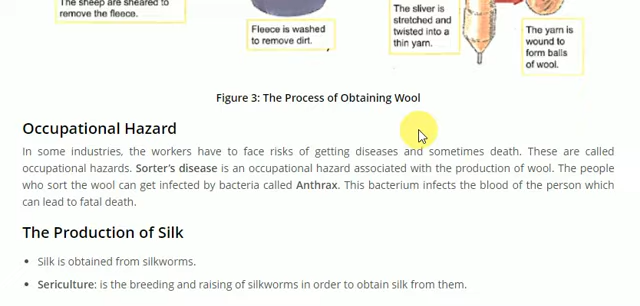 The sheep are sheared to
remove the fleece.
Fleece is washed
to remove dirt.
The sliver is
stretched and
twisted into a
thin yarn.
The yarn is
wound to
form balls
of wool.
Figure 3: The Process of Obtaining Wool
Occupational Hazard
In some industries, the workers have to face risks of getting diseases and sometimes death. These are called
occupational hazards. Sorter's disease is an occupational hazard associated with the production of wool. The people
who sort the wool can get infected by bacteria called Anthrax. This bacterium infects the blood of the person which
can lead to fatal death.
The Production of Silk
• Silk is obtained from silkworms.
• Sericulture: is the breeding and raising of silkworms in order to obtain silk from them.